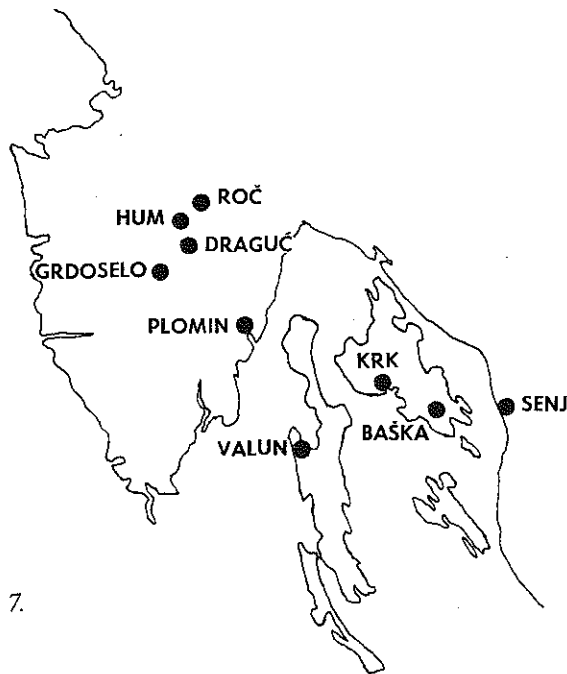 ROČ
HUM
DRAGUĆ
GRDOSELO
PLOMIN
KRK
SENJ
BAŠKA
VALUN
7.